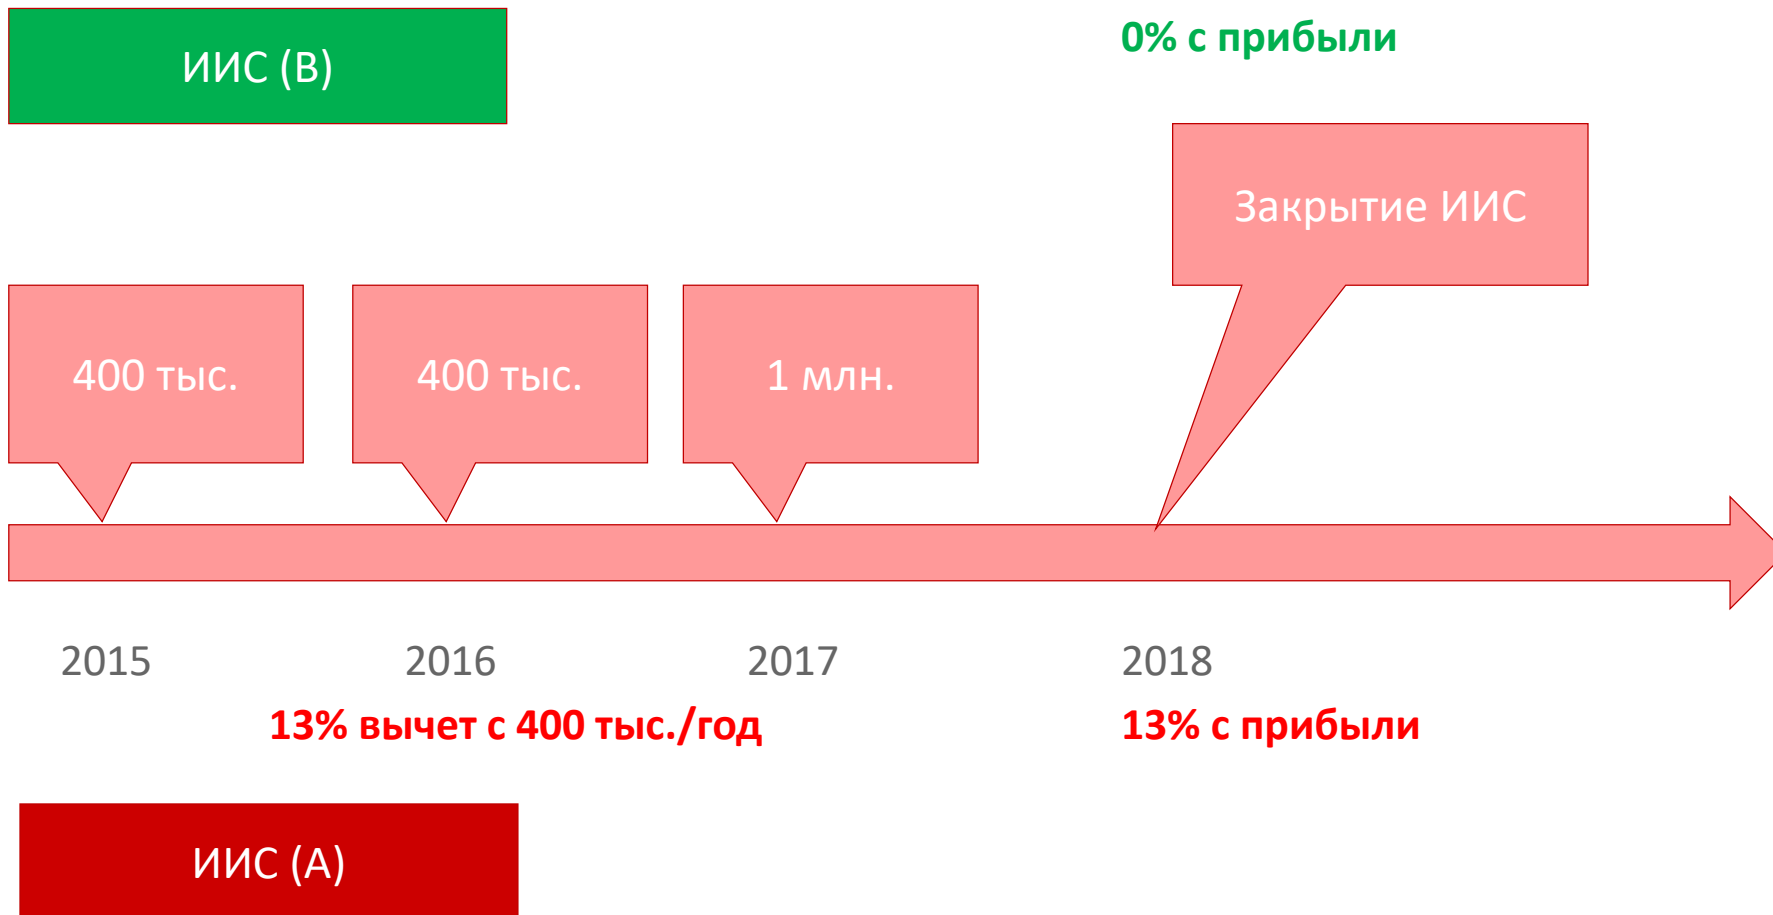 ИИС (B)
0% с прибыли
Закрытие ИИС
400 тыс.
400 тыс.
1 млн.
2015
2016
2017
2018
13% вычет с 400 тыс./год
13% с прибыли
ИИС (A)